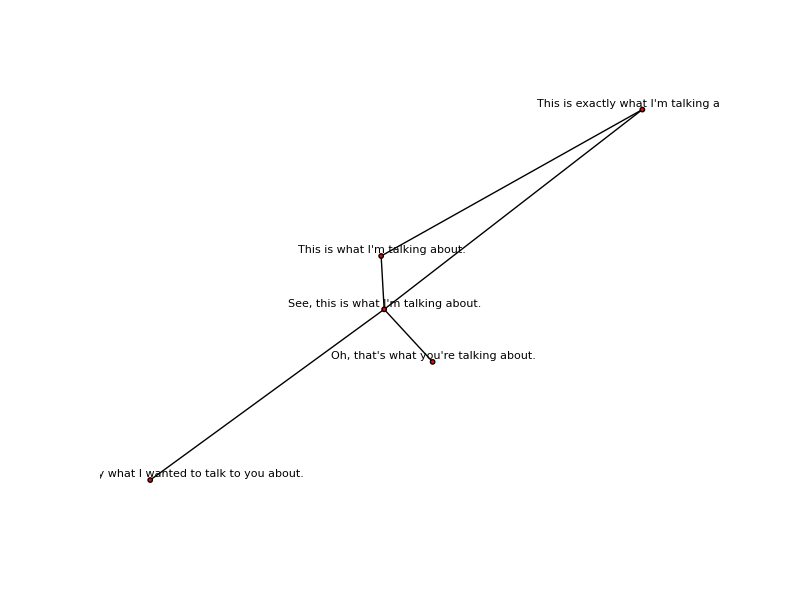 This is exactly what I'm talking a
This is what I'm talking about.
See, this is what I'm talking about.
Oh, that's what you're talking about.
y what I wanted to talk to you about.